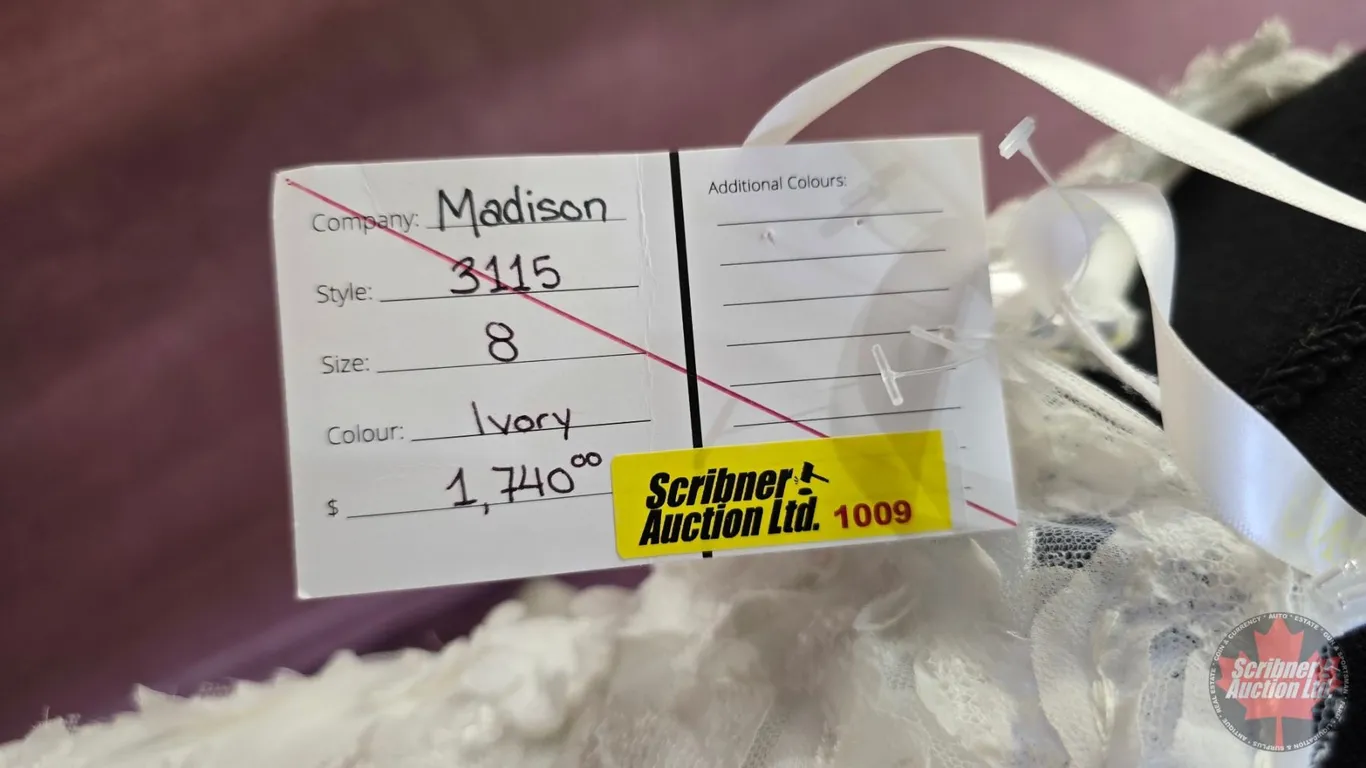 Company: Madison
Style: 3115
Size: 8
Colour: Ivory
$ 1,740⁰⁰
Additional Colours:
Scribner
Auction Ltd. 1009
Scribner
Auction Ltd.